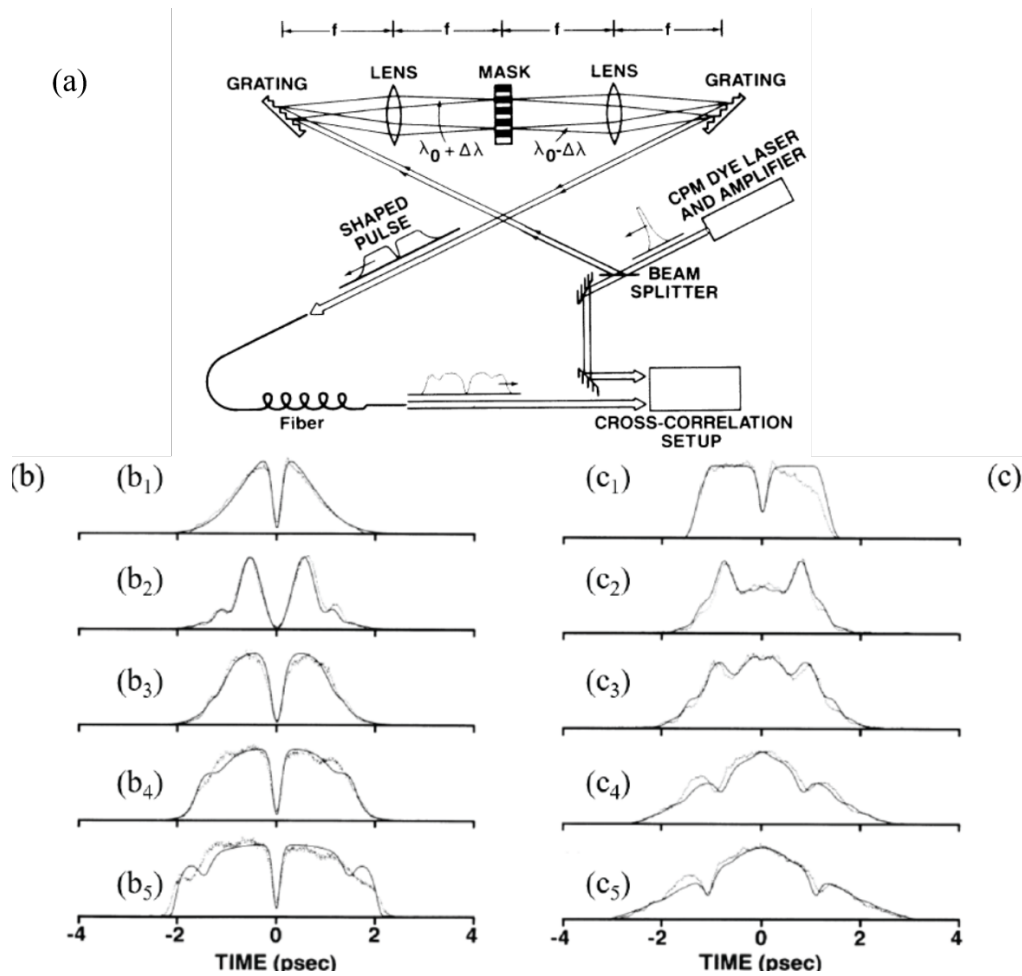 f f f f
(a)
LENS MASK LENS
GRATING GRATING
λ0 + Δλ λ0-Δλ
CPM DYE LASER
AND AMPLIFIER
SHAPED
PULSE
BEAM
SPLITTER
Fiber
CROSS-CORRELATION
SETUP
(b) (b1) (c1) (c)
(b2) (c2)
(b3) (c3)
(b4) (c4)
(b5) (c5)
-4 -2 0 2 4 -4 -2 0 2 4
TIME (psec) TIME (psec)